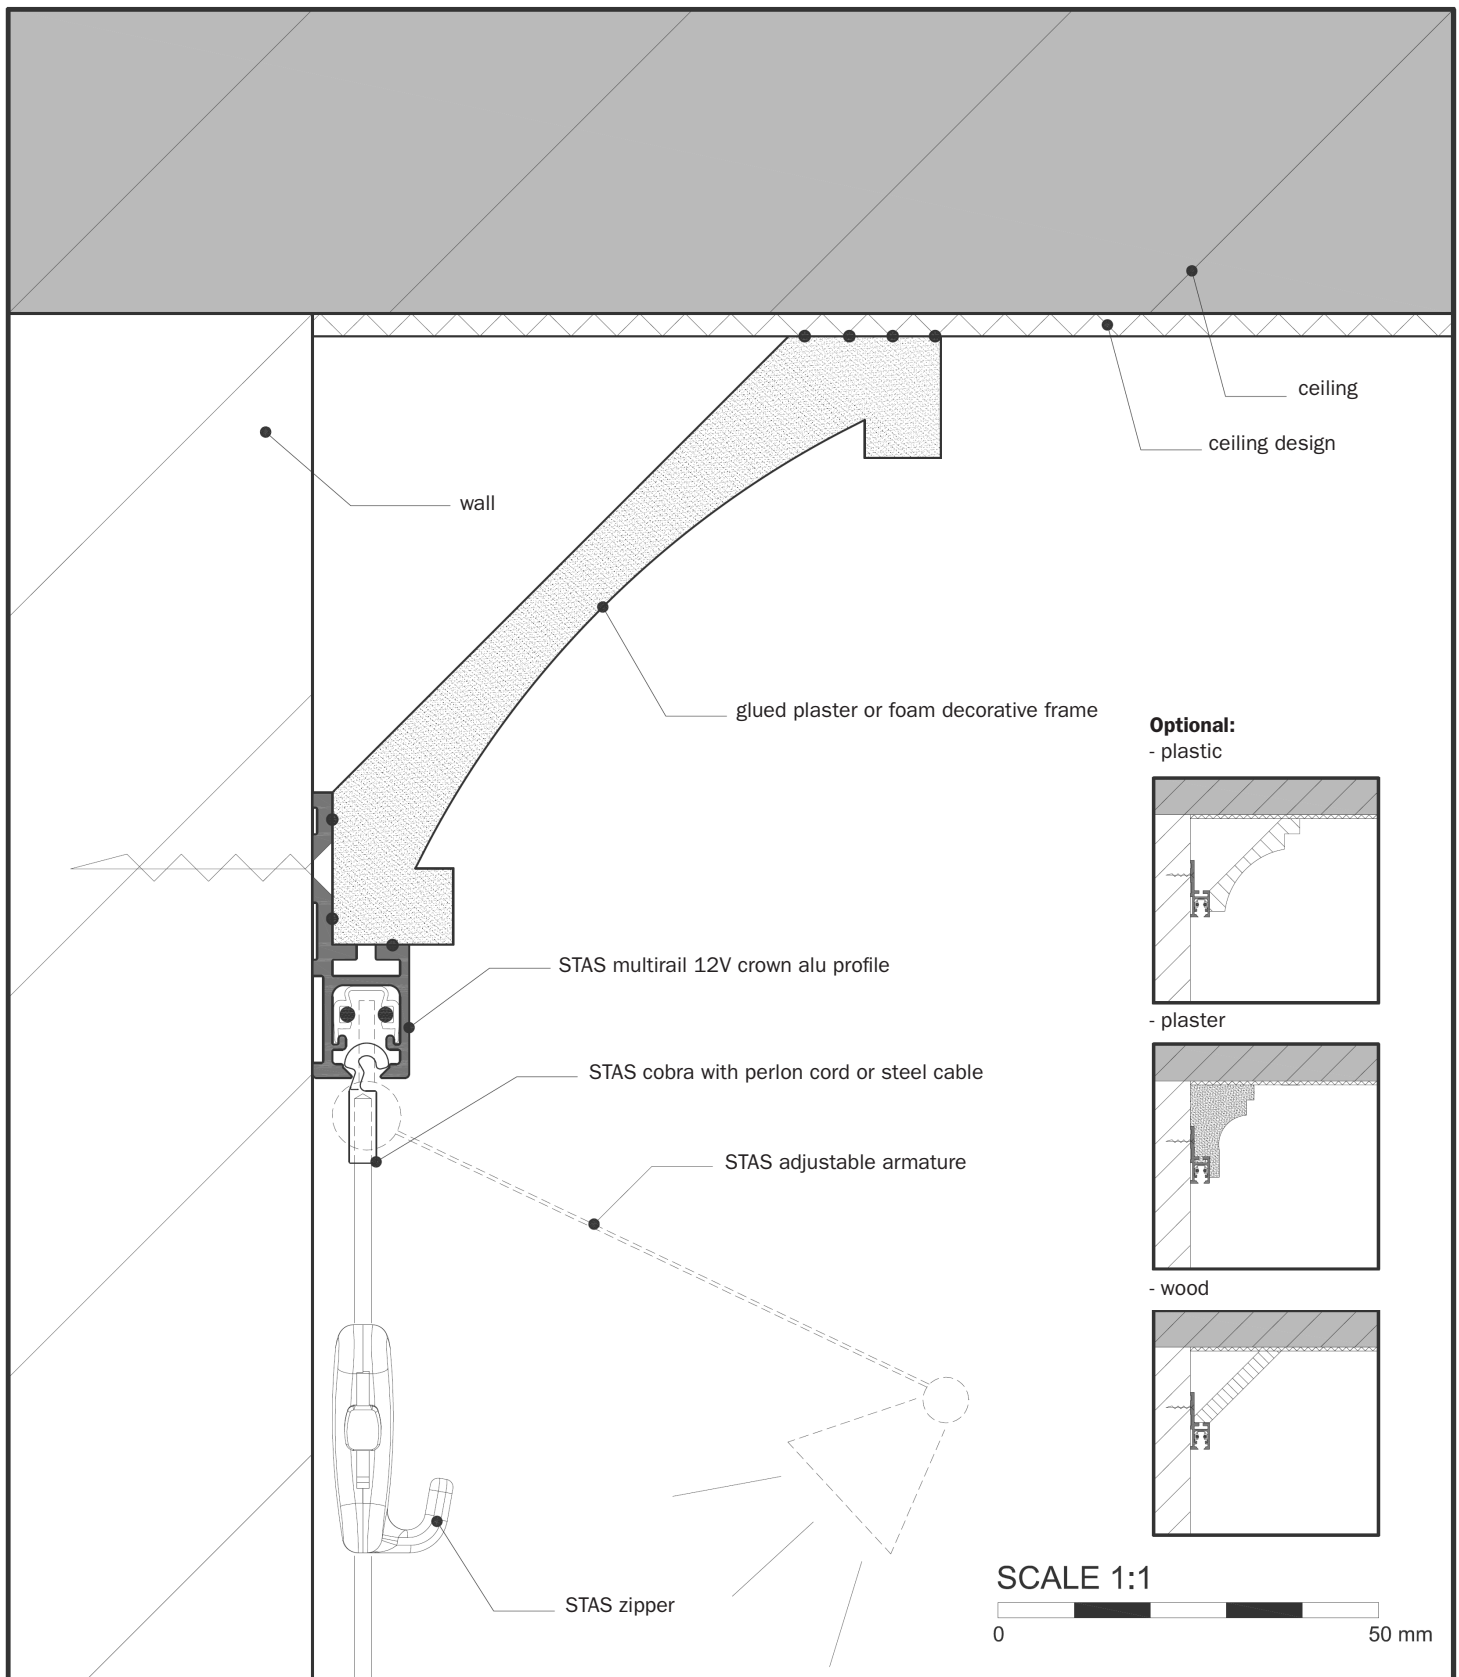 ceiling
ceiling design
wall
glued plaster or foam decorative frame
Optional:
- plastic
STAS multirail 12V crown alu profile
- plaster
STAS cobra with perlon cord or steel cable
STAS adjustable armature
- wood
STAS zipper
SCALE 1:1
0 50 mm